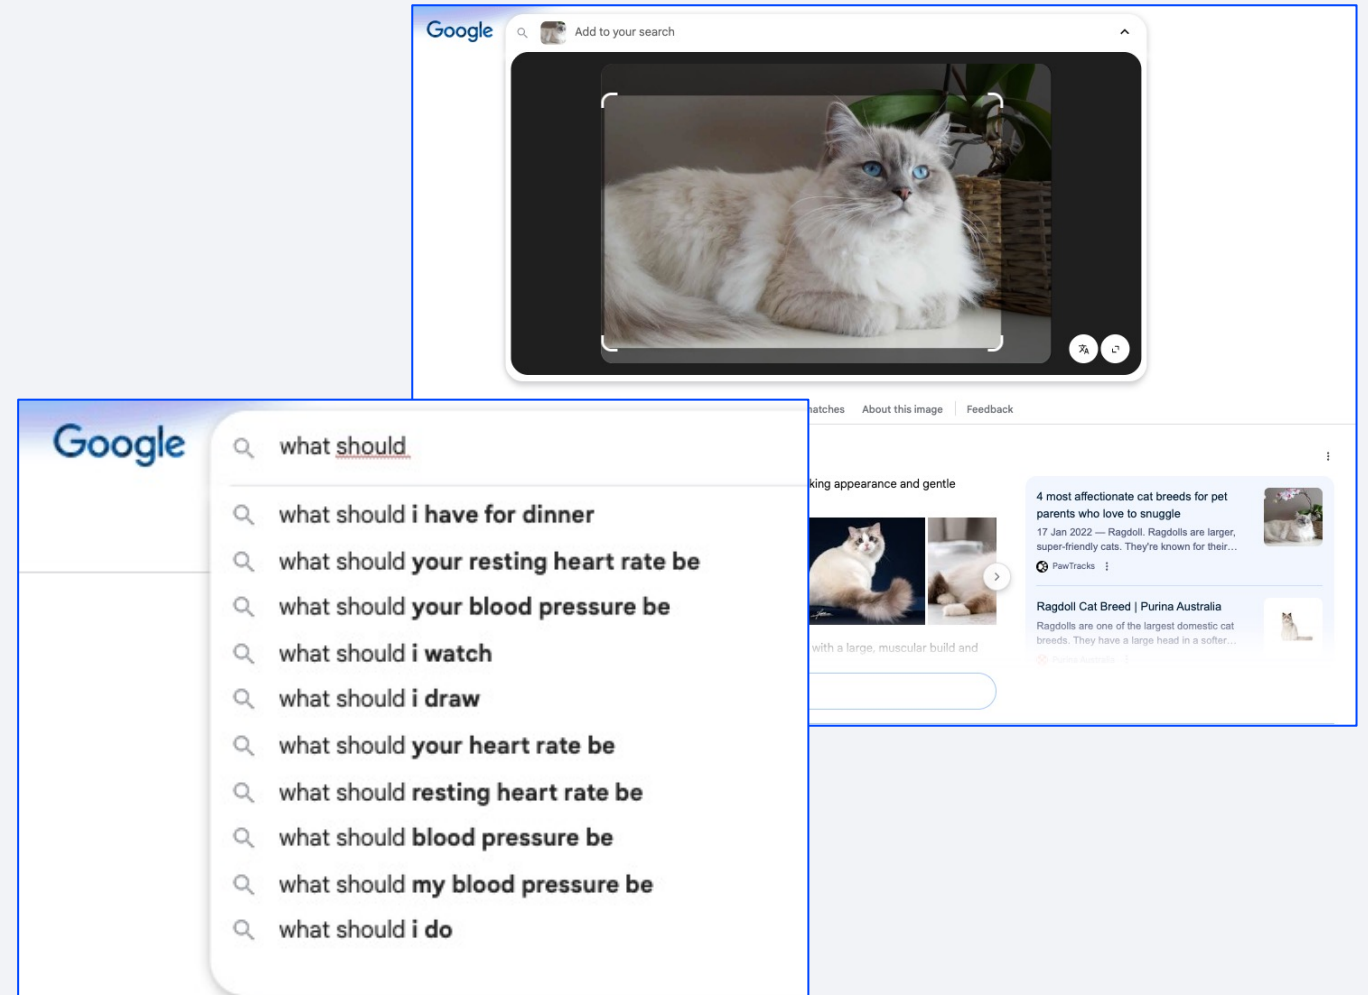 Google
Add to your search
natches About this image Feedback
king appearance and gentle
4 most affectionate cat breeds for pet
parents who love to snuggle
17 Jan 2022 — Ragdoll. Ragdolls are larger,
super-friendly cats. They're known for their...
PawTracks
Ragdoll Cat Breed | Purina Australia
Ragdolls are one of the largest domestic cat
breeds. They have a large head in a softer...
Purina Australia
with a large, muscular build and
Google
what should
what should i have for dinner
what should your resting heart rate be
what should your blood pressure be
what should i watch
what should i draw
what should your heart rate be
what should resting heart rate be
what should blood pressure be
what should my blood pressure be
what should i do